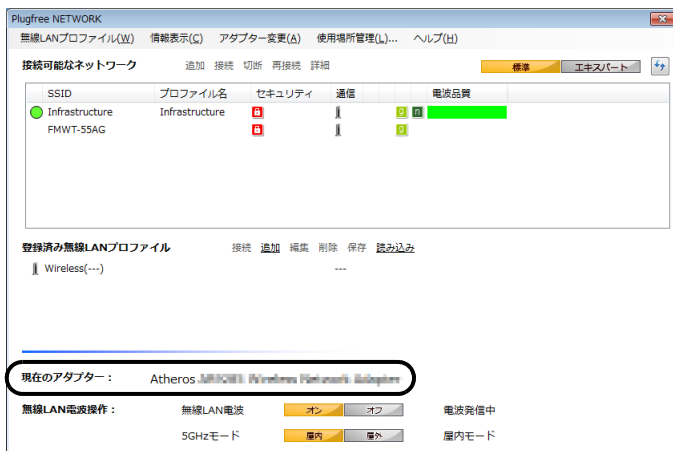 Plugfree NETWORK
無線LANプロファイル(W) 情報表示(C) アダプター変更(A) 使用場所管理(L)... ヘルプ(H)
接続可能なネットワーク 追加 接続 切断 再接続 詳細 標準 エキスパート
SSID プロファイル名 セキュリティ 通信 電波品質
Infrastructure Infrastructure g n
FMWT-55AG g
登録済み無線LANプロファイル 接続 追加 編集 削除 保存 読み込み
Wireless(---) ---
現在のアダプター： Atheros Wireless Network Adapter
無線LAN電波操作： 無線LAN電波 オン オフ 電波発信中
5GHzモード 屋内 屋外 屋内モード